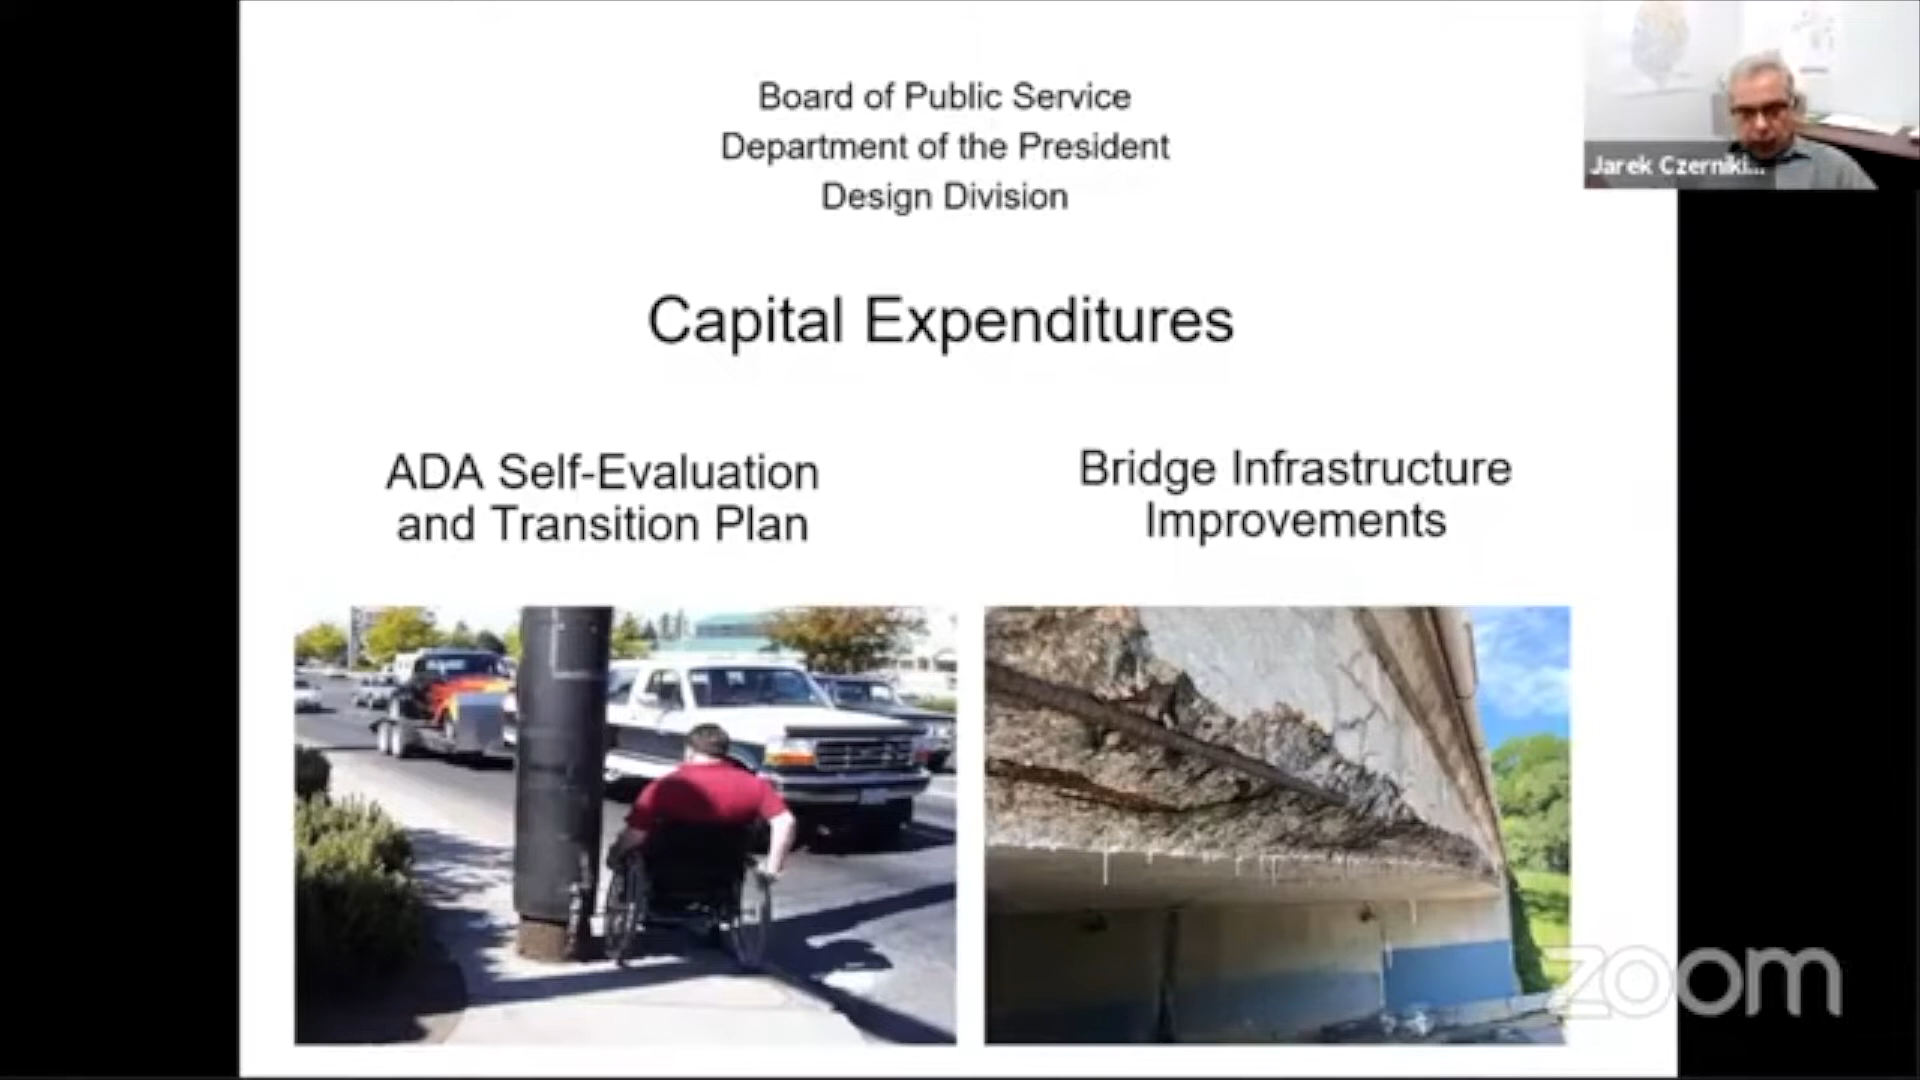 Board of Public Service
Department of the President
Design Division
Jarek Czerniki...
Capital Expenditures
ADA Self-Evaluation
and Transition Plan
Bridge Infrastructure
Improvements
zoom